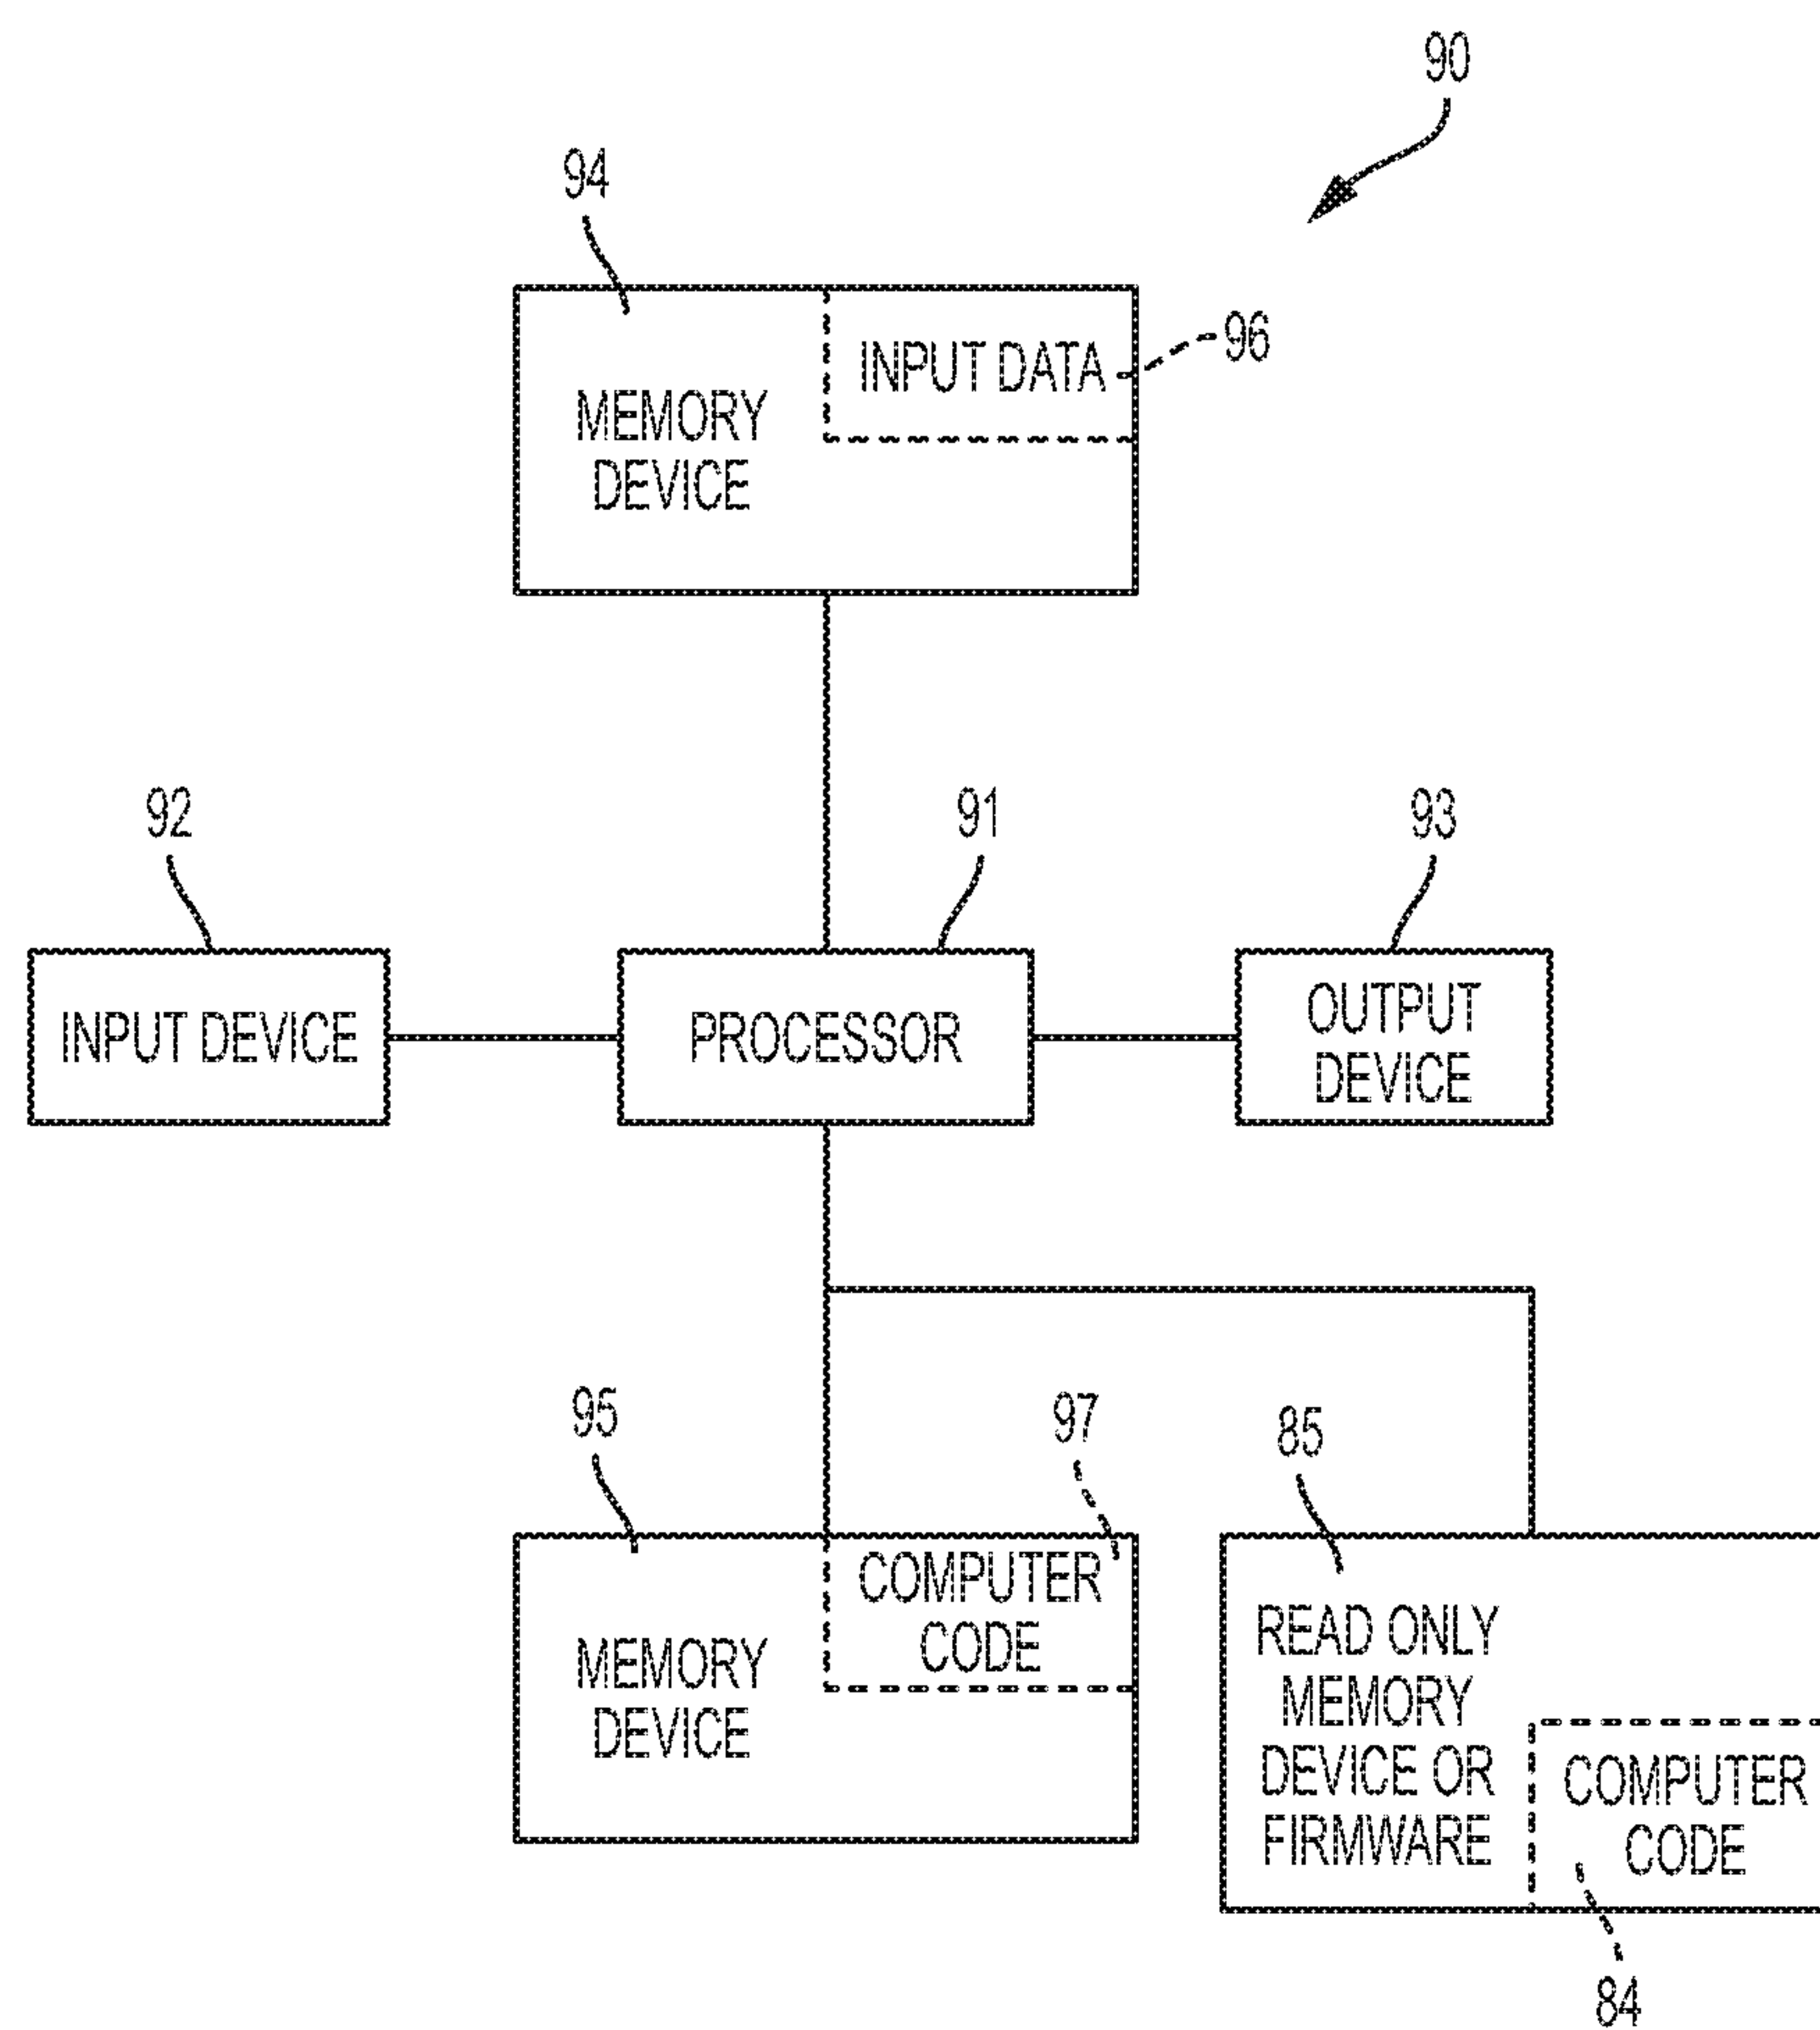 90
94
96
INPUT DATA
MEMORY
DEVICE
92
91
93
INPUT DEVICE
PROCESSOR
OUTPUT
DEVICE
95
97
85
COMPUTER
CODE
MEMORY
DEVICE
READ ONLY
MEMORY
DEVICE OR
FIRMWARE
COMPUTER
CODE
84